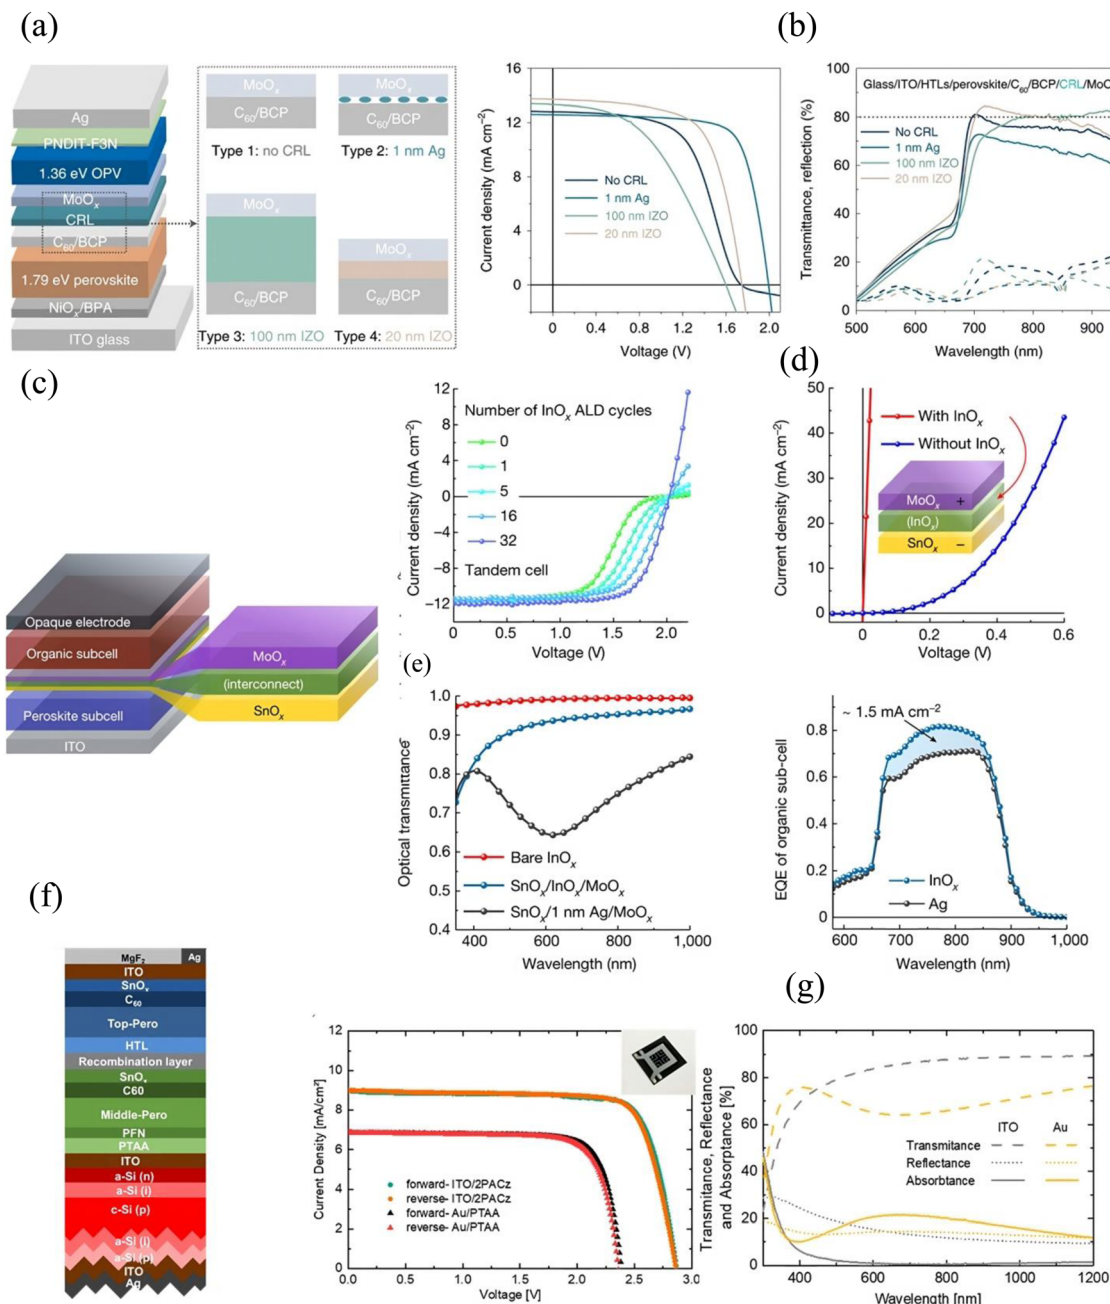 (a)
Ag
PNDIT-F3N
1.36 eV OPV
MoOx
CRL
C60/BCP
1.79 eV perovskite
NiOx/BPA
ITO glass
MoOx
C60/BCP
Type 1: no CRL
MoOx
C60/BCP
Type 2: 1 nm Ag
MoOx
C60/BCP
Type 3: 100 nm IZO
MoOx
C60/BCP
Type 4: 20 nm IZO
Current density (mA cm−2)
16
12
8
4
0
No CRL
1 nm Ag
100 nm IZO
20 nm IZO
0 0.4 0.8 1.2 1.6 2.0
Voltage (V)
(b)
Transmittance, reflection (%)
100
80
60
40
20
0
Glass/ITO/HTLs/perovskite/C60/BCP/CRL/MoO
No CRL
1 nm Ag
100 nm IZO
20 nm IZO
500 600 700 800 900
Wavelength (nm)
(c)
Opaque electrode
Organic subcell
Peroskite subcell
ITO
MoOx
(interconnect)
SnOx
Current density (mA cm−2)
12
8
4
0
−4
−8
−12
Number of InOx ALD cycles
0
1
5
16
32
Tandem cell
0 0.5 1.0 1.5 2.0
Voltage (V)
(d)
Current density (mA cm−2)
50
40
30
20
10
0
With InOx
Without InOx
MoOx +
(InOx)
SnOx −
0 0.2 0.4 0.6
Voltage (V)
(e)
Optical transmittance
1.0
0.9
0.8
0.7
0.6
0.5
0.4
Bare InOx
SnOx/InOx/MoOx
SnOx/1 nm Ag/MoOx
400 600 800 1,000
Wavelength (nm)
EQE of organic sub-cell
0.8
0.6
0.4
0.2
0
~ 1.5 mA cm−2
InOx
Ag
600 700 800 900 1,000
Wavelength (nm)
(f)
MgF2
Ag
ITO
SnOx
C60
Top-Pero
HTL
Recombination layer
SnOx
C60
Middle-Pero
PFN
PTAA
ITO
a-Si (n)
a-Si (i)
c-Si (p)
a-Si (i)
a-Si (p)
ITO
Ag
Current Density [mA/cm²]
12
11
9
8
6
5
3
2
0
forward- ITO/2PACz
reverse- ITO/2PACz
forward- Au/PTAA
reverse- Au/PTAA
0.0 0.5 1.0 1.5 2.0 2.5 3.0
Voltage [V]
(g)
Transmitance, Reflectance
and Absorptance [%]
100
80
60
40
20
0
ITO Au
Transmitance
Reflectance
Absorbtance
400 600 800 1000 1200
Wavelength [nm]